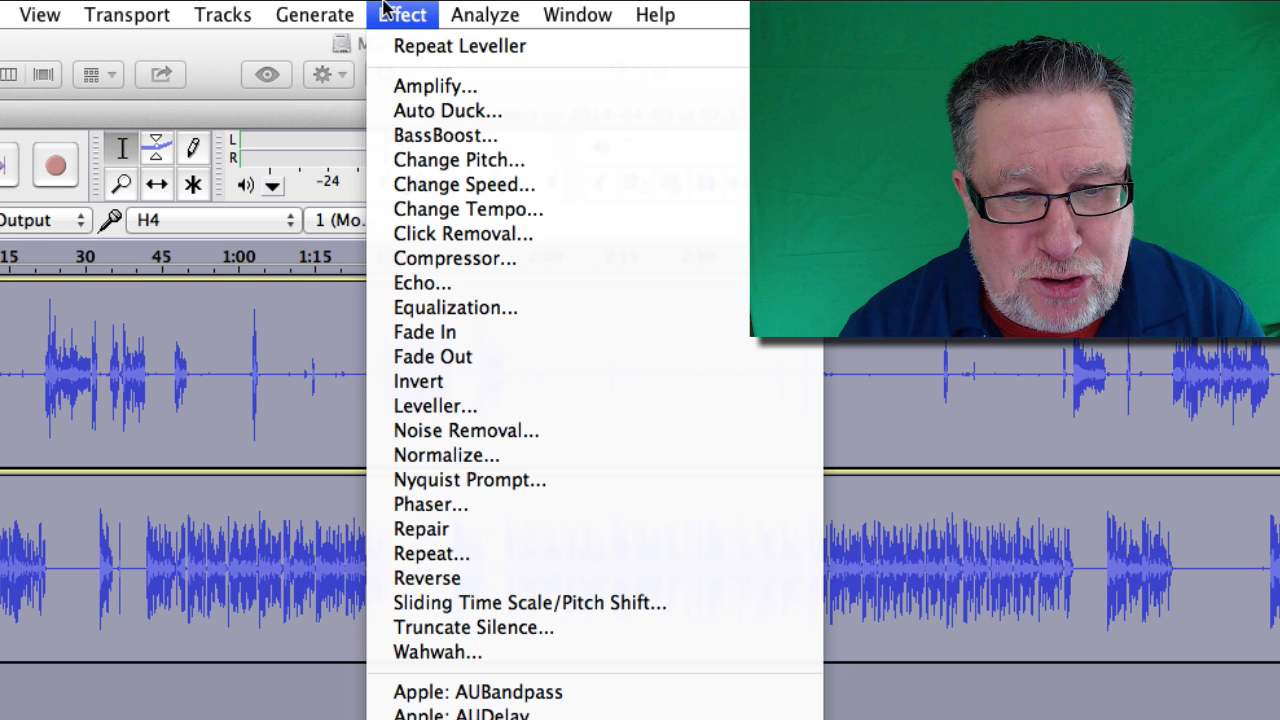 View Transport Tracks Generate Effect Analyze Window Help
Repeat Leveller
Amplify...
Auto Duck...
BassBoost...
Change Pitch...
L
R
Change Speed...
-24
Change Tempo...
Output
H4
1 (Mo.
Click Removal...
15 30 45 1:00 1:15
Compressor...
Echo...
Equalization...
Fade In
Fade Out
Invert
Leveller...
Noise Removal...
Normalize...
Nyquist Prompt...
Phaser...
Repair
Repeat...
Reverse
Sliding Time Scale/Pitch Shift...
Truncate Silence...
Wahwah...
Apple: AUBandpass
Apple: AUDelay